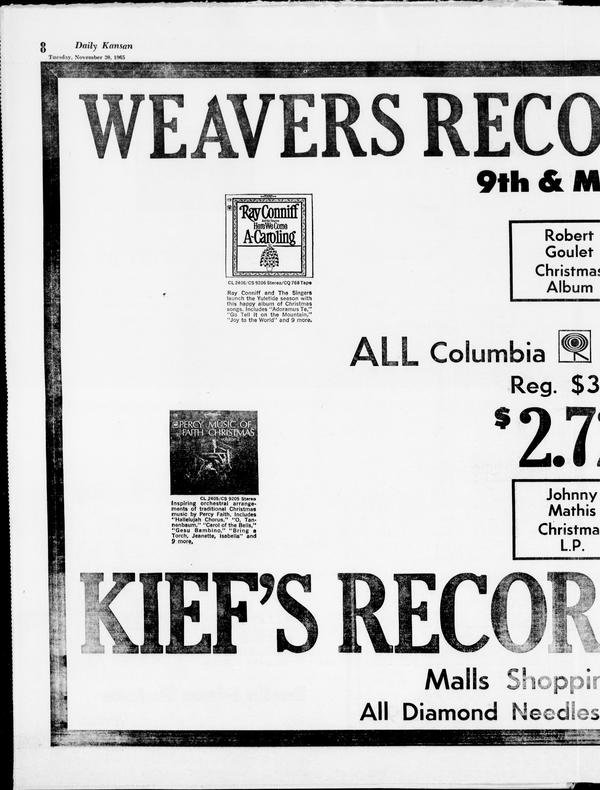 8
Daily Kansan
Tuesday, November 30, 1965
WEAVERS RECO
9th & M
Ray Conniff
Here We Come
A-Caroling
CL 2406/CS 9206 Stereo/CQ 768 Tape
Ray Conniff and The Singers
launch the Yuletide season with
this happy album of Christmas
songs. Includes "Adoramus Te,"
"Go Tell It on the Mountain,"
"Joy to the World" and 9 more.
Robert
Goulet
Christmas
Album
ALL Columbia
Reg. $3
$2.7
PERCY MUSIC OF
FAITH CHRISTMAS
CL 2405/CS 9205 Stereo
Inspiring orchestral arrange-
ments of traditional Christmas
music by Percy Faith. Includes
"Hallelujah Chorus," "O, Tan-
nenbaum," "Carol of the Bells,"
"Gesu Bambino," "Bring a
Torch, Jeanette, Isabella" and
9 more.
Johnny
Mathis
Christma
L.P.
KIEF'S RECOR
Malls Shoppin
All Diamond Needles